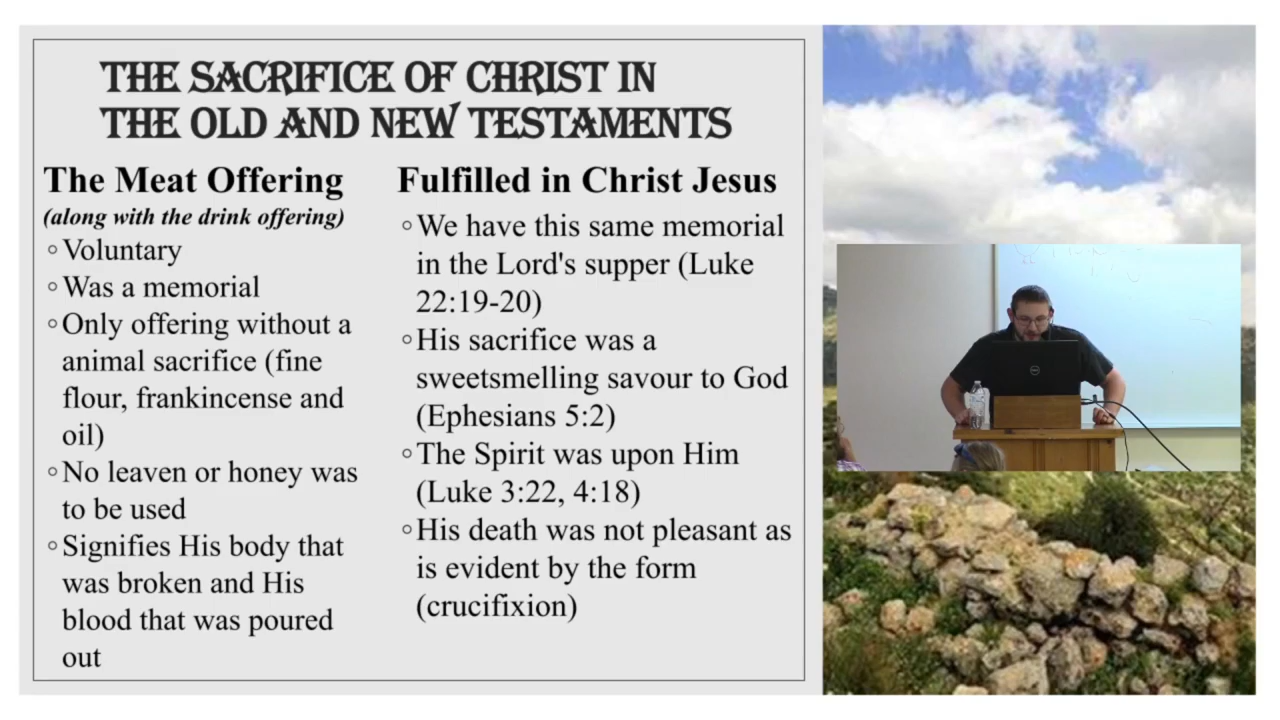 THE SACRIFICE OF CHRIST IN
THE OLD AND NEW TESTAMENTS
The Meat Offering
(along with the drink offering)
◦Voluntary
◦Was a memorial
◦Only offering without a
animal sacrifice (fine
flour, frankincense and
oil)
◦No leaven or honey was
to be used
◦Signifies His body that
was broken and His
blood that was poured
out
Fulfilled in Christ Jesus
◦We have this same memorial
in the Lord's supper (Luke
22:19-20)
◦His sacrifice was a
sweetsmelling savour to God
(Ephesians 5:2)
◦The Spirit was upon Him
(Luke 3:22, 4:18)
◦His death was not pleasant as
is evident by the form
(crucifixion)